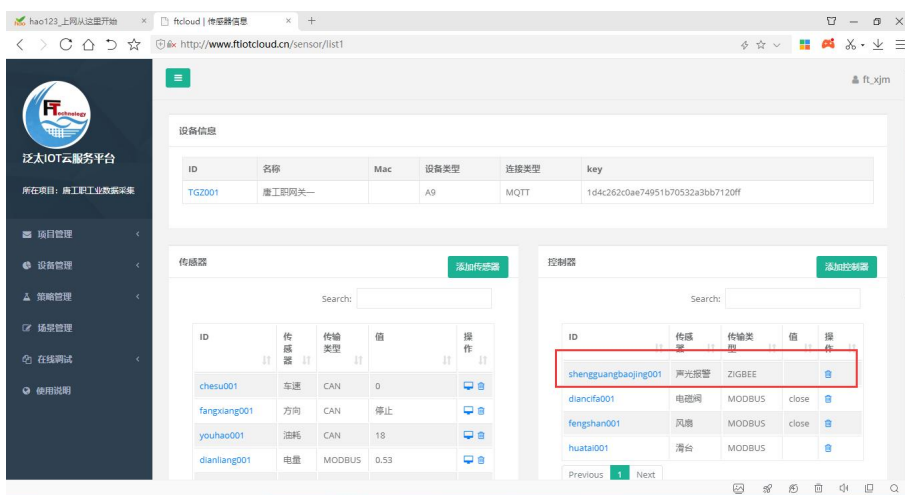 hao123_上网从这里开始
ftcloud | 传感器信息
http://www.ftiotcloud.cn/sensor/list1
ft_xjm
FTechnology
泛太IOT云服务平台
所在项目：唐工职工业数据采集
项目管理
设备管理
策略管理
场景管理
在线调试
使用说明
设备信息
ID 名称 Mac 设备类型 连接类型 key
TGZ001 唐工职网关一 A9 MQTT 1d4c262c0ae74951b70532a3bb7120ff
传感器 添加传感器
Search:
ID 传感器 传输类型 值 操作
chesu001 车速 CAN 0
fangxiang001 方向 CAN 停止
youhao001 油耗 CAN 18
dianliang001 电量 MODBUS 0.53
控制器 添加控制器
Search:
ID 传感器 传输类型 值 操作
shengguangbaojing001 声光报警 ZIGBEE
diancifa001 电磁阀 MODBUS close
fengshan001 风扇 MODBUS close
huatai001 滑台 MODBUS
Previous 1 Next